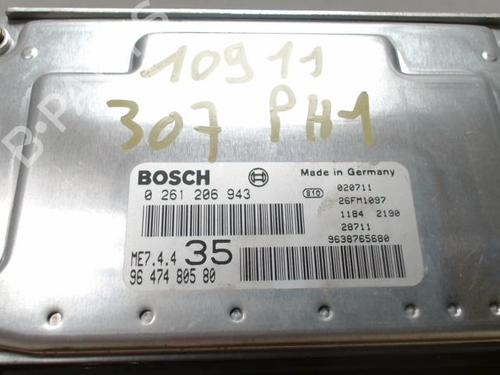 10911
307 PH1
BOSCH
0 261 206 943
Made in Germany
020711
26FM1097
1184 2190
28711
9638765680
ME7.4.4 35
96 474 805 80